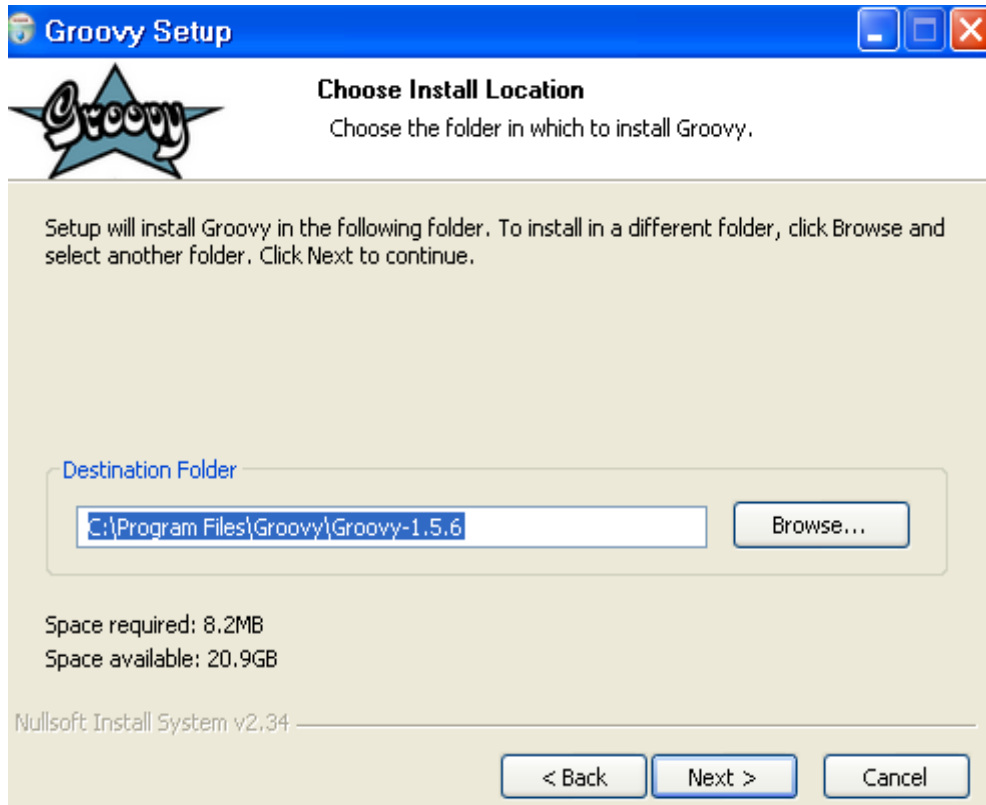 Groovy Setup
Groovy
Choose Install Location
Choose the folder in which to install Groovy.
Setup will install Groovy in the following folder. To install in a different folder, click Browse and
select another folder. Click Next to continue.
Destination Folder
C:\Program Files\Groovy\Groovy-1.5.6
Browse...
Space required: 8.2MB
Space available: 20.9GB
Nullsoft Install System v2.34
< Back
Next >
Cancel